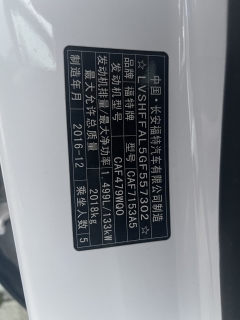 中国·长安福特汽车有限公司制造
☆LVSHFFAL5GF557302☆
品牌 福特 整车型号 CAF7153A5
发动机型号 CAF479WQ0
发动机排量/最大净功率 1.499L/133kW
最大允许总质量 2018kg
制造年月 2016-12 乘坐人数 5